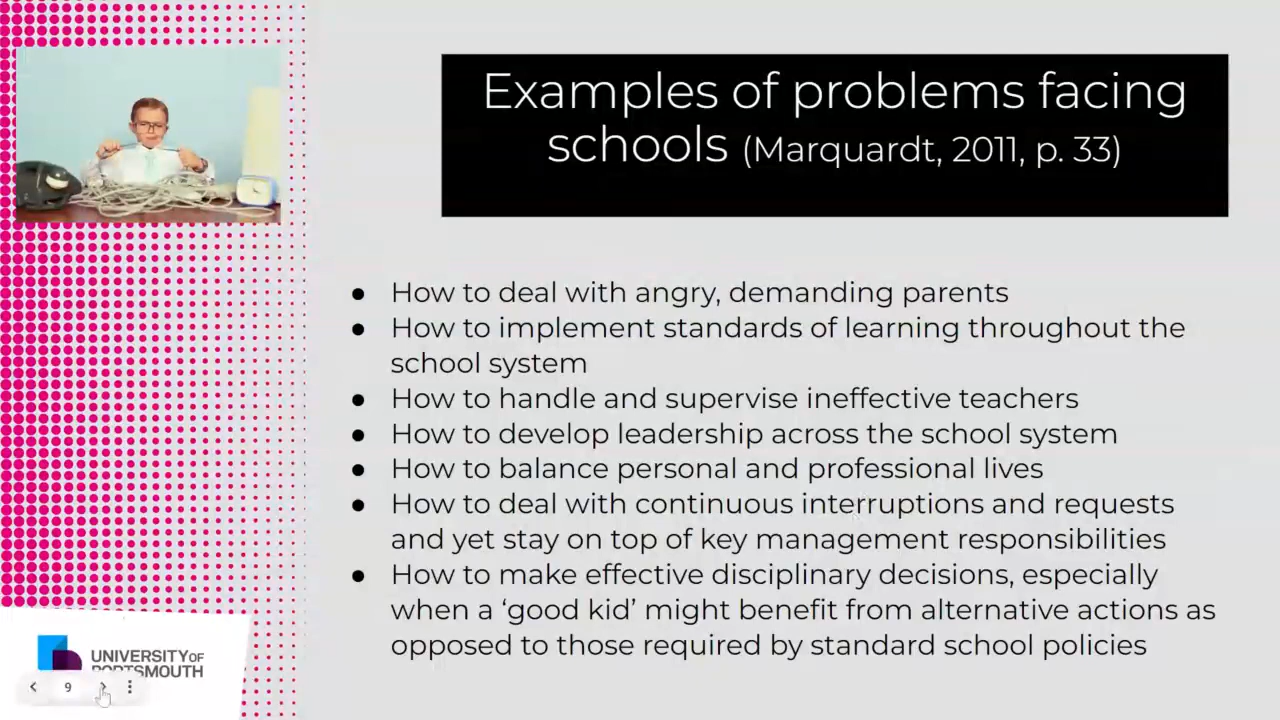 Examples of problems facing
schools (Marquardt, 2011, p. 33)
● How to deal with angry, demanding parents
● How to implement standards of learning throughout the
school system
● How to handle and supervise ineffective teachers
● How to develop leadership across the school system
● How to balance personal and professional lives
● How to deal with continuous interruptions and requests
and yet stay on top of key management responsibilities
● How to make effective disciplinary decisions, especially
when a ‘good kid’ might benefit from alternative actions as
opposed to those required by standard school policies
UNIVERSITY OF
PORTSMOUTH
9